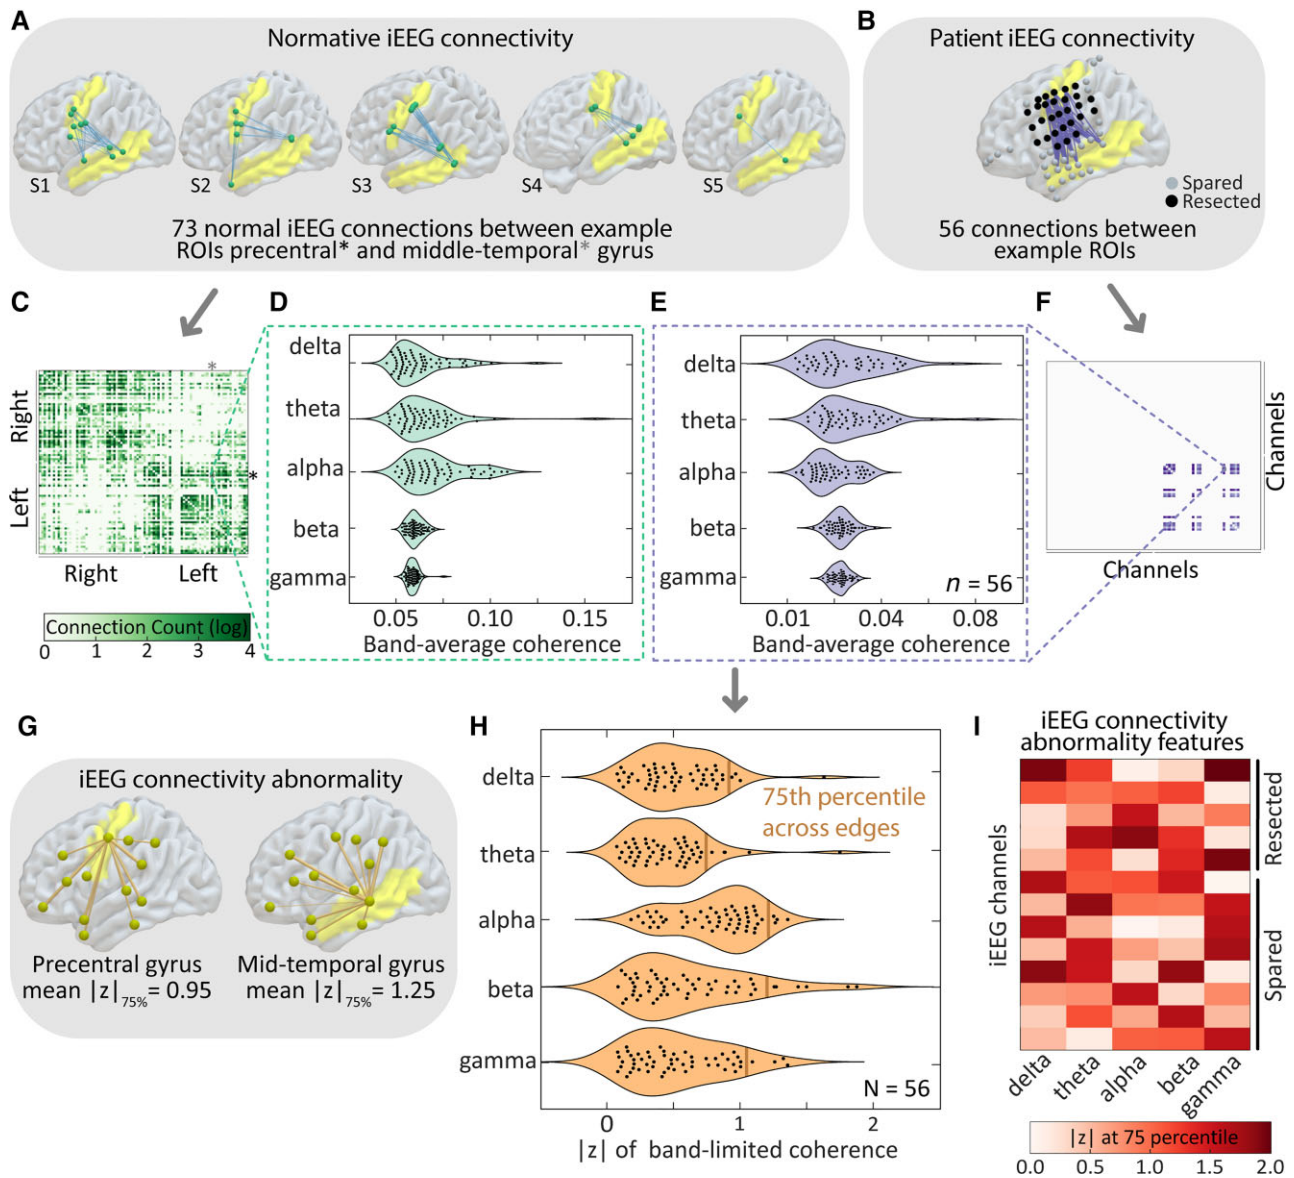 A
Normative iEEG connectivity
S1
S2
S3
S4
S5
73 normal iEEG connections between example
ROIs precentral* and middle-temporal* gyrus
B
Patient iEEG connectivity
Spared
Resected
56 connections between
example ROIs
C
*
*
Right
Left
Right
Left
Connection Count (log)
0 1 2 3 4
D
delta
theta
alpha
beta
gamma
0.05 0.10 0.15
Band-average coherence
E
delta
theta
alpha
beta
gamma
n = 56
0.01 0.04 0.08
Band-average coherence
F
Channels
Channels
G
iEEG connectivity abnormality
Precentral gyrus
mean |z|75% = 0.95
Mid-temporal gyrus
mean |z|75% = 1.25
H
delta
theta
alpha
beta
gamma
75th percentile
across edges
N = 56
0 1 2
|z| of band-limited coherence
I
iEEG connectivity
abnormality features
iEEG channels
Resected
Spared
delta
theta
alpha
beta
gamma
|z| at 75 percentile
0.0 0.5 1.0 1.5 2.0